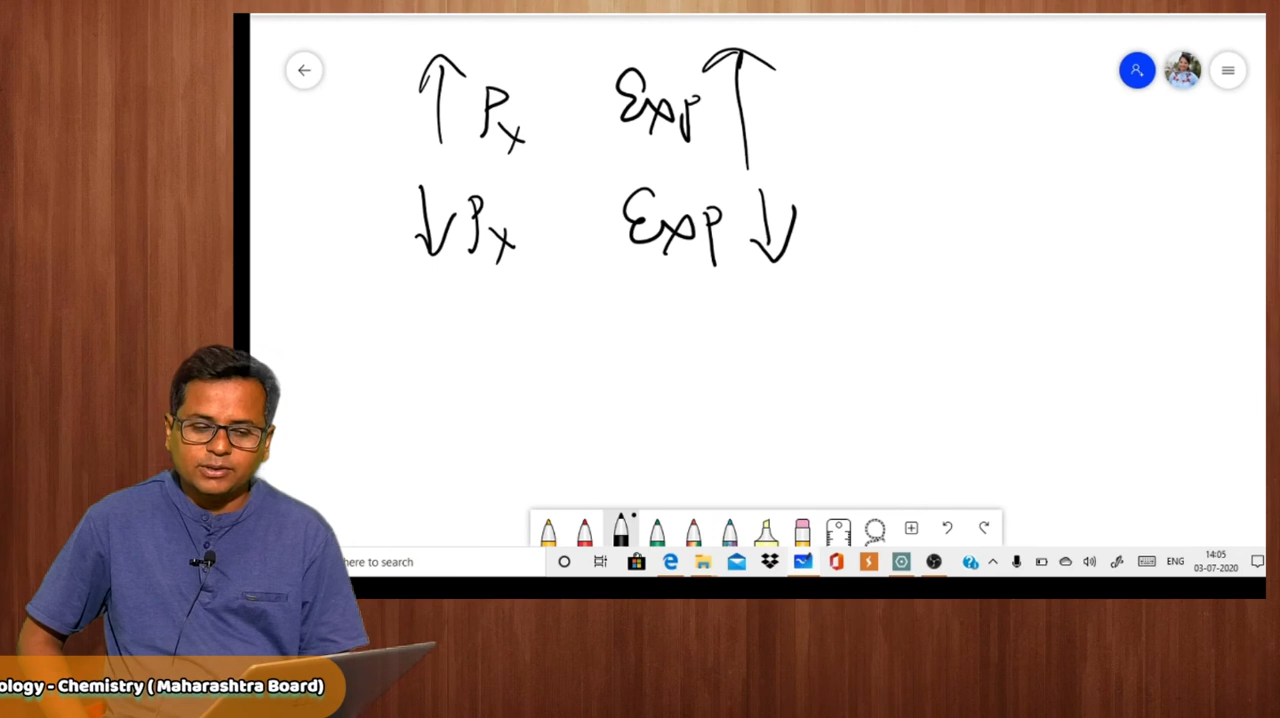 ↑ Px Exp ↑
↓ Px Exp ↓
here to search
ENG
14:05
03-07-2020
ology - Chemistry ( Maharashtra Board)